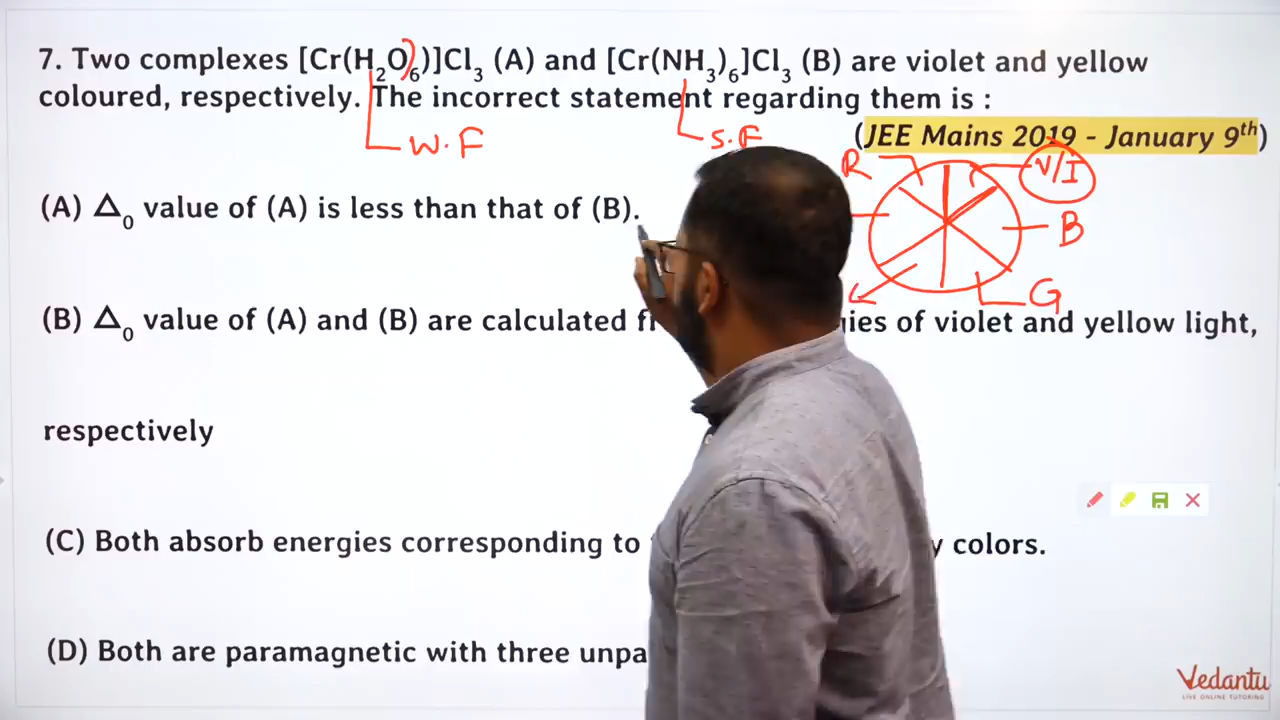 7. Two complexes [Cr(H₂O)₆)]Cl₃ (A) and [Cr(NH₃)₆]Cl₃ (B) are violet and yellow
coloured, respectively. The incorrect statement regarding them is :
W.F
S.F
(JEE Mains 2019 - January 9th)
R
V/I
(A) Δ₀ value of (A) is less than that of (B).
B
G
(B) Δ₀ value of (A) and (B) are calculated of violet and yellow light,
respectively
(C) Both absorb energies corresponding to colors.
(D) Both are paramagnetic with three
Vedantu
LIVE ONLINE TUTORING